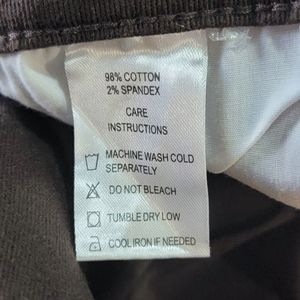 98% COTTON
2% SPANDEX
CARE
INSTRUCTIONS
MACHINE WASH COLD
SEPARATELY
DO NOT BLEACH
TUMBLE DRY LOW
COOL IRON IF NEEDED